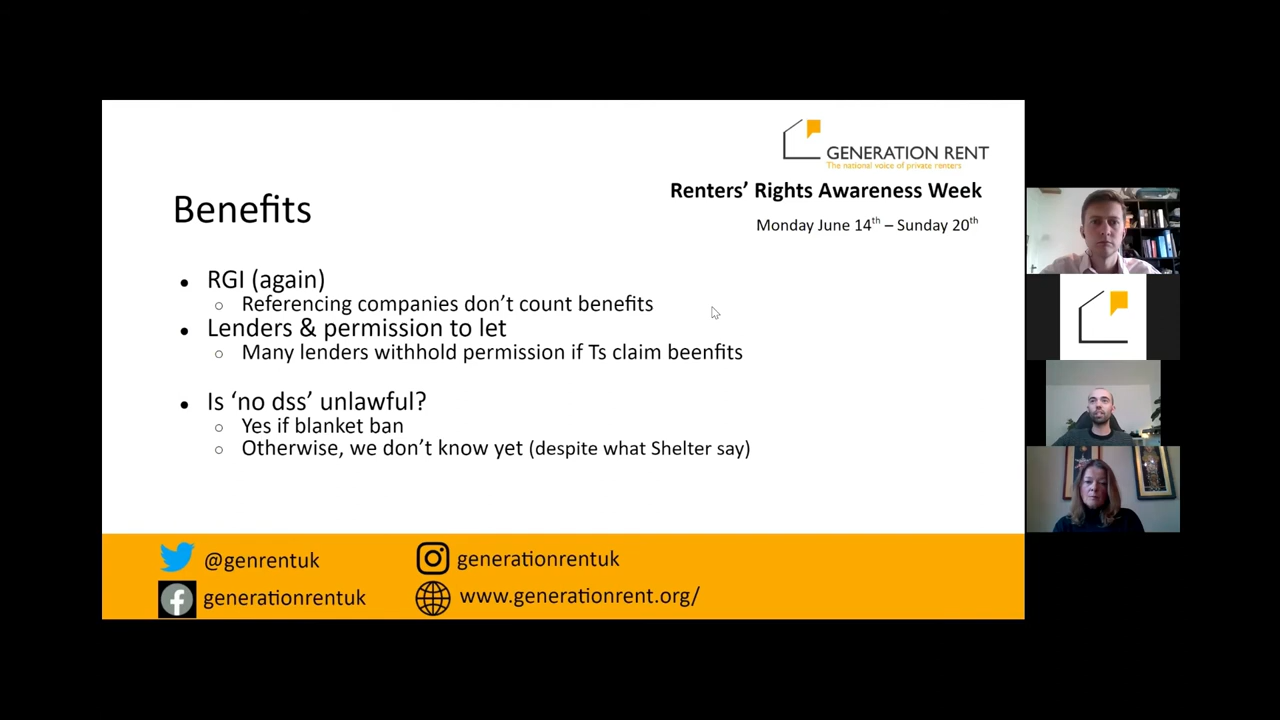 GENERATION RENT
The national voice of private renters
Renters' Rights Awareness Week
Monday June 14th – Sunday 20th
Benefits
• RGI (again)
○ Referencing companies don't count benefits
• Lenders & permission to let
○ Many lenders withhold permission if Ts claim beenfits
• Is 'no dss' unlawful?
○ Yes if blanket ban
○ Otherwise, we don't know yet (despite what Shelter say)
@genrentuk
generationrentuk
generationrentuk
www.generationrent.org/